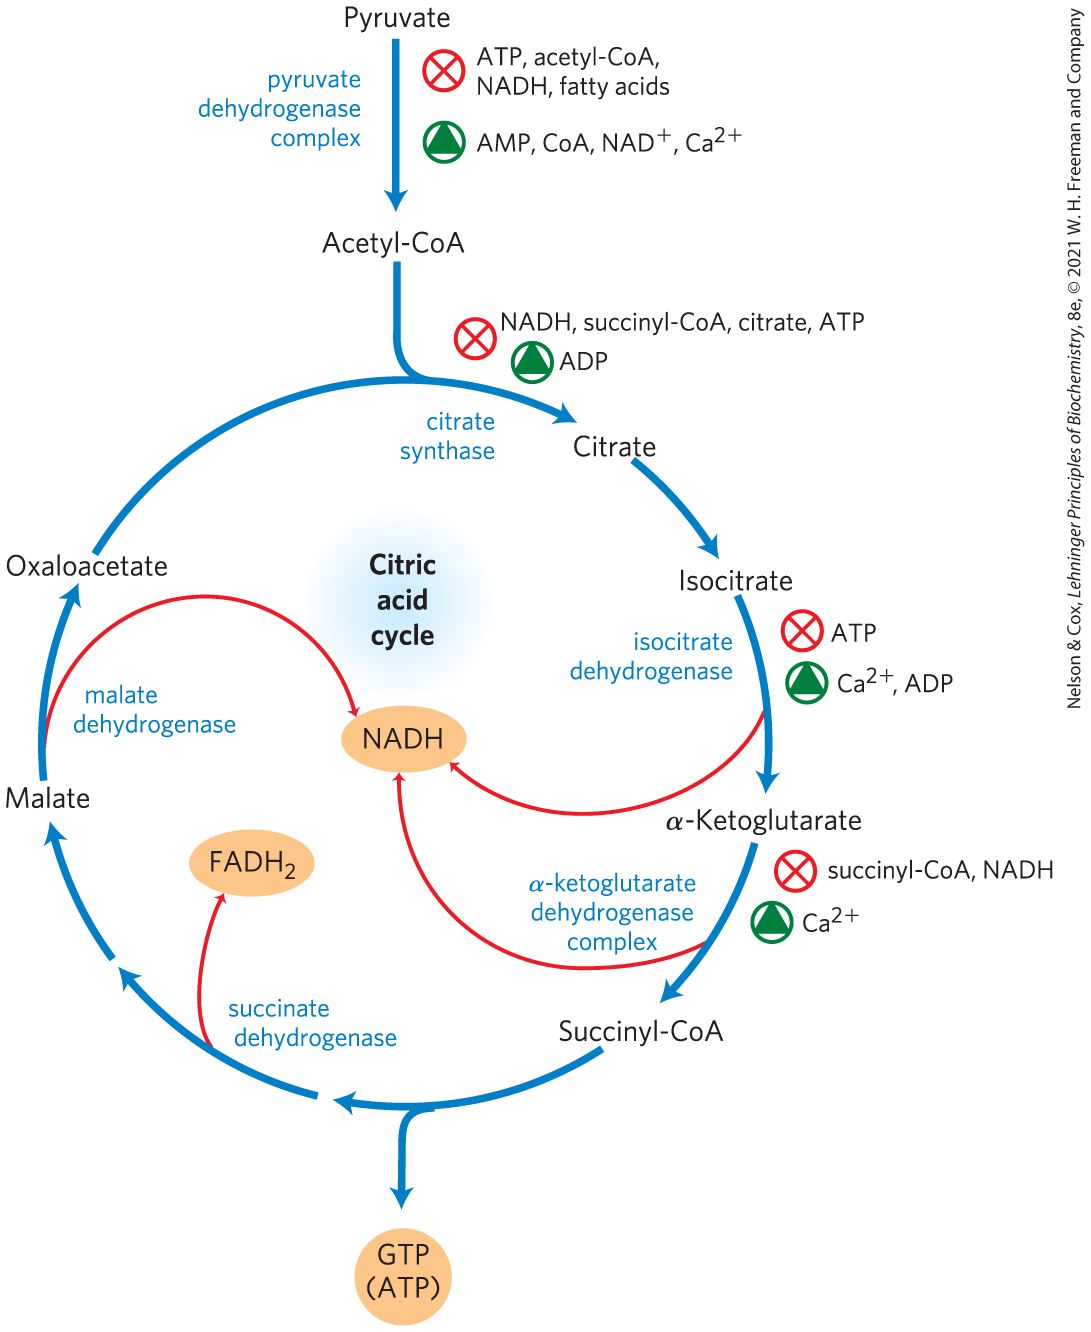 Pyruvate
pyruvate
dehydrogenase
complex
ATP, acetyl-CoA,
NADH, fatty acids
AMP, CoA, NAD⁺, Ca²⁺
Acetyl-CoA
NADH, succinyl-CoA, citrate, ATP
ADP
citrate
synthase
Citrate
Oxaloacetate
Citric
acid
cycle
Isocitrate
isocitrate
dehydrogenase
ATP
Ca²⁺, ADP
malate
dehydrogenase
NADH
Malate
α-Ketoglutarate
FADH₂
α-ketoglutarate
dehydrogenase
complex
succinyl-CoA, NADH
Ca²⁺
succinate
dehydrogenase
Succinyl-CoA
GTP
(ATP)
Nelson & Cox, Lehninger Principles of Biochemistry, 8e, © 2021 W. H. Freeman and Company